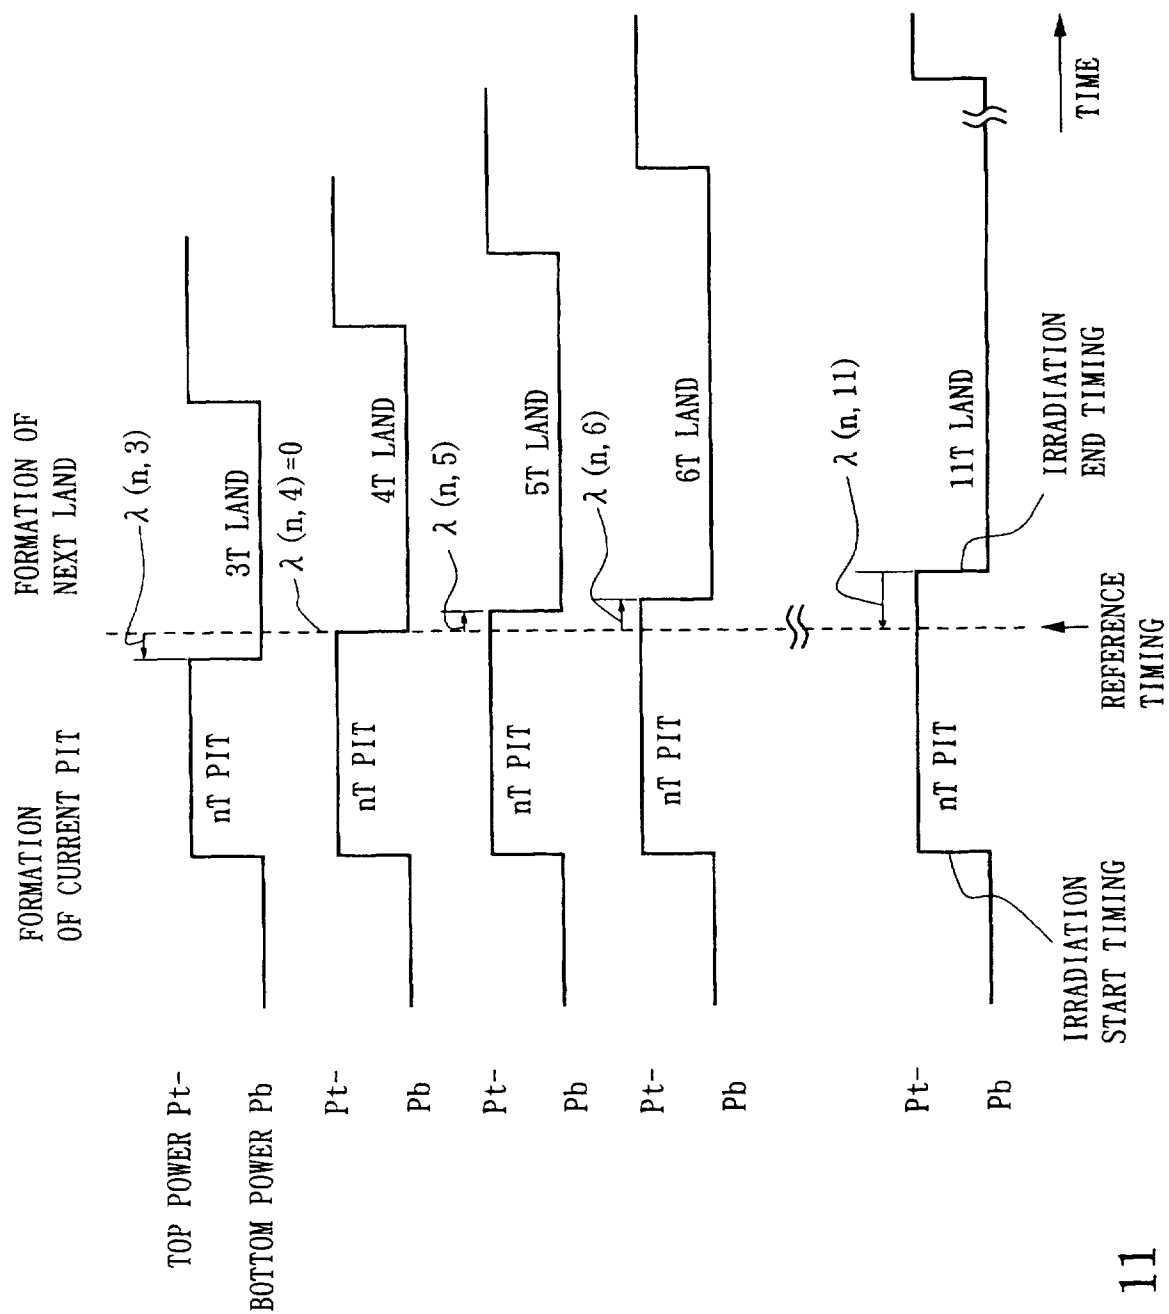 FORMATION
OF CURRENT PIT
FORMATION OF
NEXT LAND
TOP POWER Pt-
BOTTOM POWER Pb
nT PIT
λ (n, 3)
3T LAND
Pt-
Pb
nT PIT
λ (n, 4)=0
4T LAND
Pt-
Pb
nT PIT
λ (n, 5)
5T LAND
Pt-
Pb
nT PIT
λ (n, 6)
6T LAND
Pt-
Pb
nT PIT
λ (n, 11)
11T LAND
IRRADIATION
START TIMING
REFERENCE
TIMING
IRRADIATION
END TIMING
TIME
11